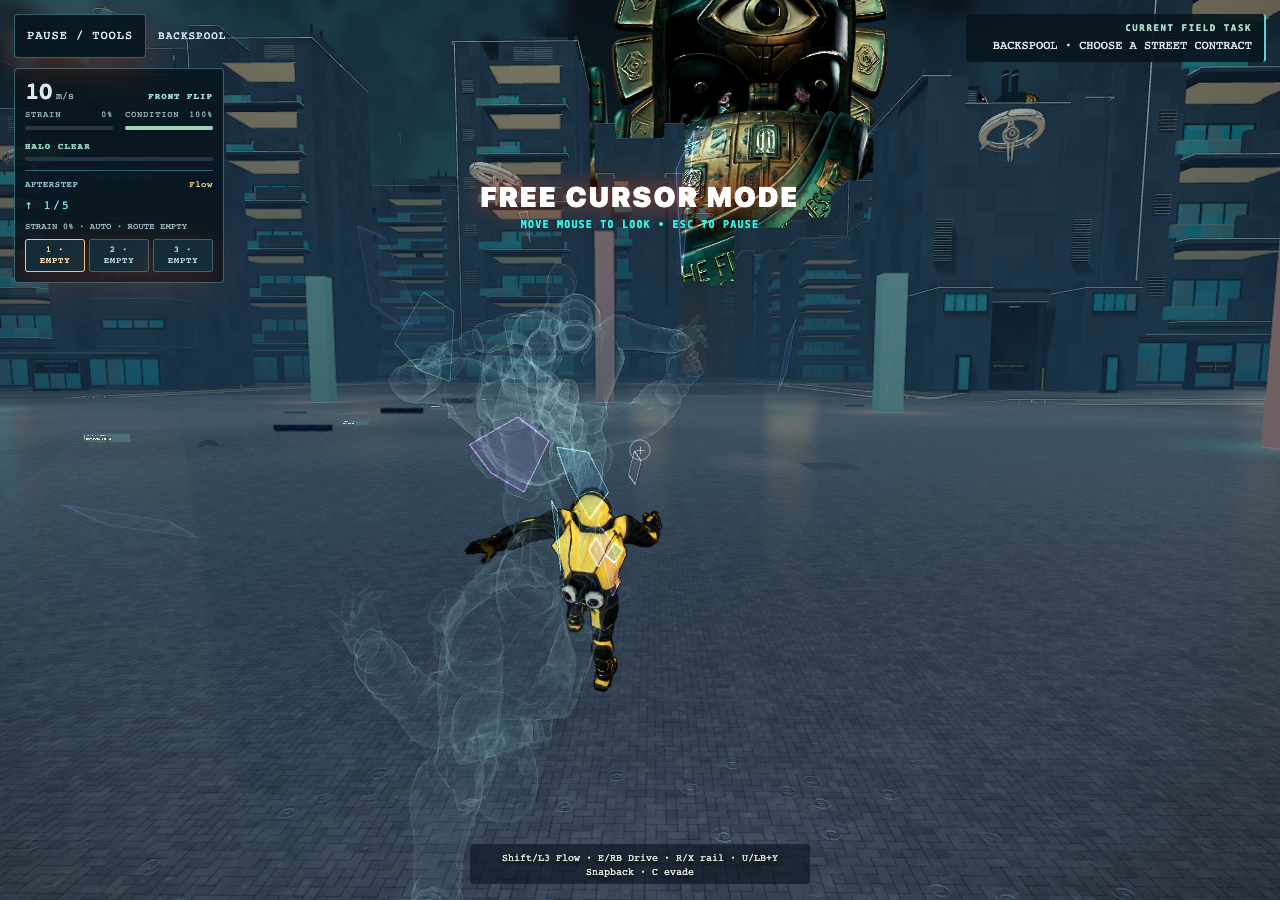 PAUSE / TOOLS
BACKSPOOL
CURRENT FIELD TASK
BACKSPOOL · CHOOSE A STREET CONTRACT
10 m/s
FRONT FLIP
STRAIN 0%
CONDITION 100%
HALO CLEAR
AFTERSTEP
Flow
↑ 1/5
STRAIN 0% · AUTO · ROUTE EMPTY
1 · EMPTY
2 · EMPTY
3 · EMPTY
FREE CURSOR MODE
MOVE MOUSE TO LOOK • ESC TO PAUSE
Shift/L3 Flow · E/RB Drive · R/X rail · U/LB+Y
Snapback · C evade